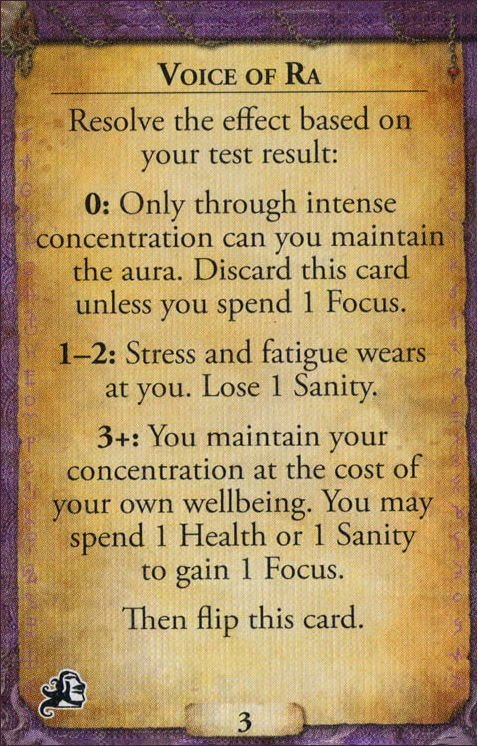 VOICE OF RA
Resolve the effect based on
your test result:
0: Only through intense
concentration can you maintain
the aura. Discard this card
unless you spend 1 Focus.
1–2: Stress and fatigue wears
at you. Lose 1 Sanity.
3+: You maintain your
concentration at the cost of
your own wellbeing. You may
spend 1 Health or 1 Sanity
to gain 1 Focus.
Then flip this card.
3